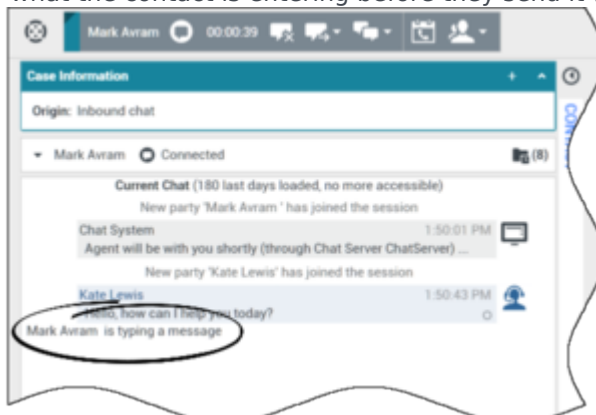 what the contact is entering before they send it
Mark Avram 00:00:39
Case Information
Origin: Inbound chat
Mark Avram Connected (8)
Current Chat (180 last days loaded, no more accessible)
New party 'Mark Avram ' has joined the session
Chat System 1:50:01 PM
Agent will be with you shortly (through Chat Server ChatServer) ...
New party 'Kate Lewis' has joined the session
Kate Lewis 1:50:43 PM
Hello, how can I help you today?
Mark Avram is typing a message